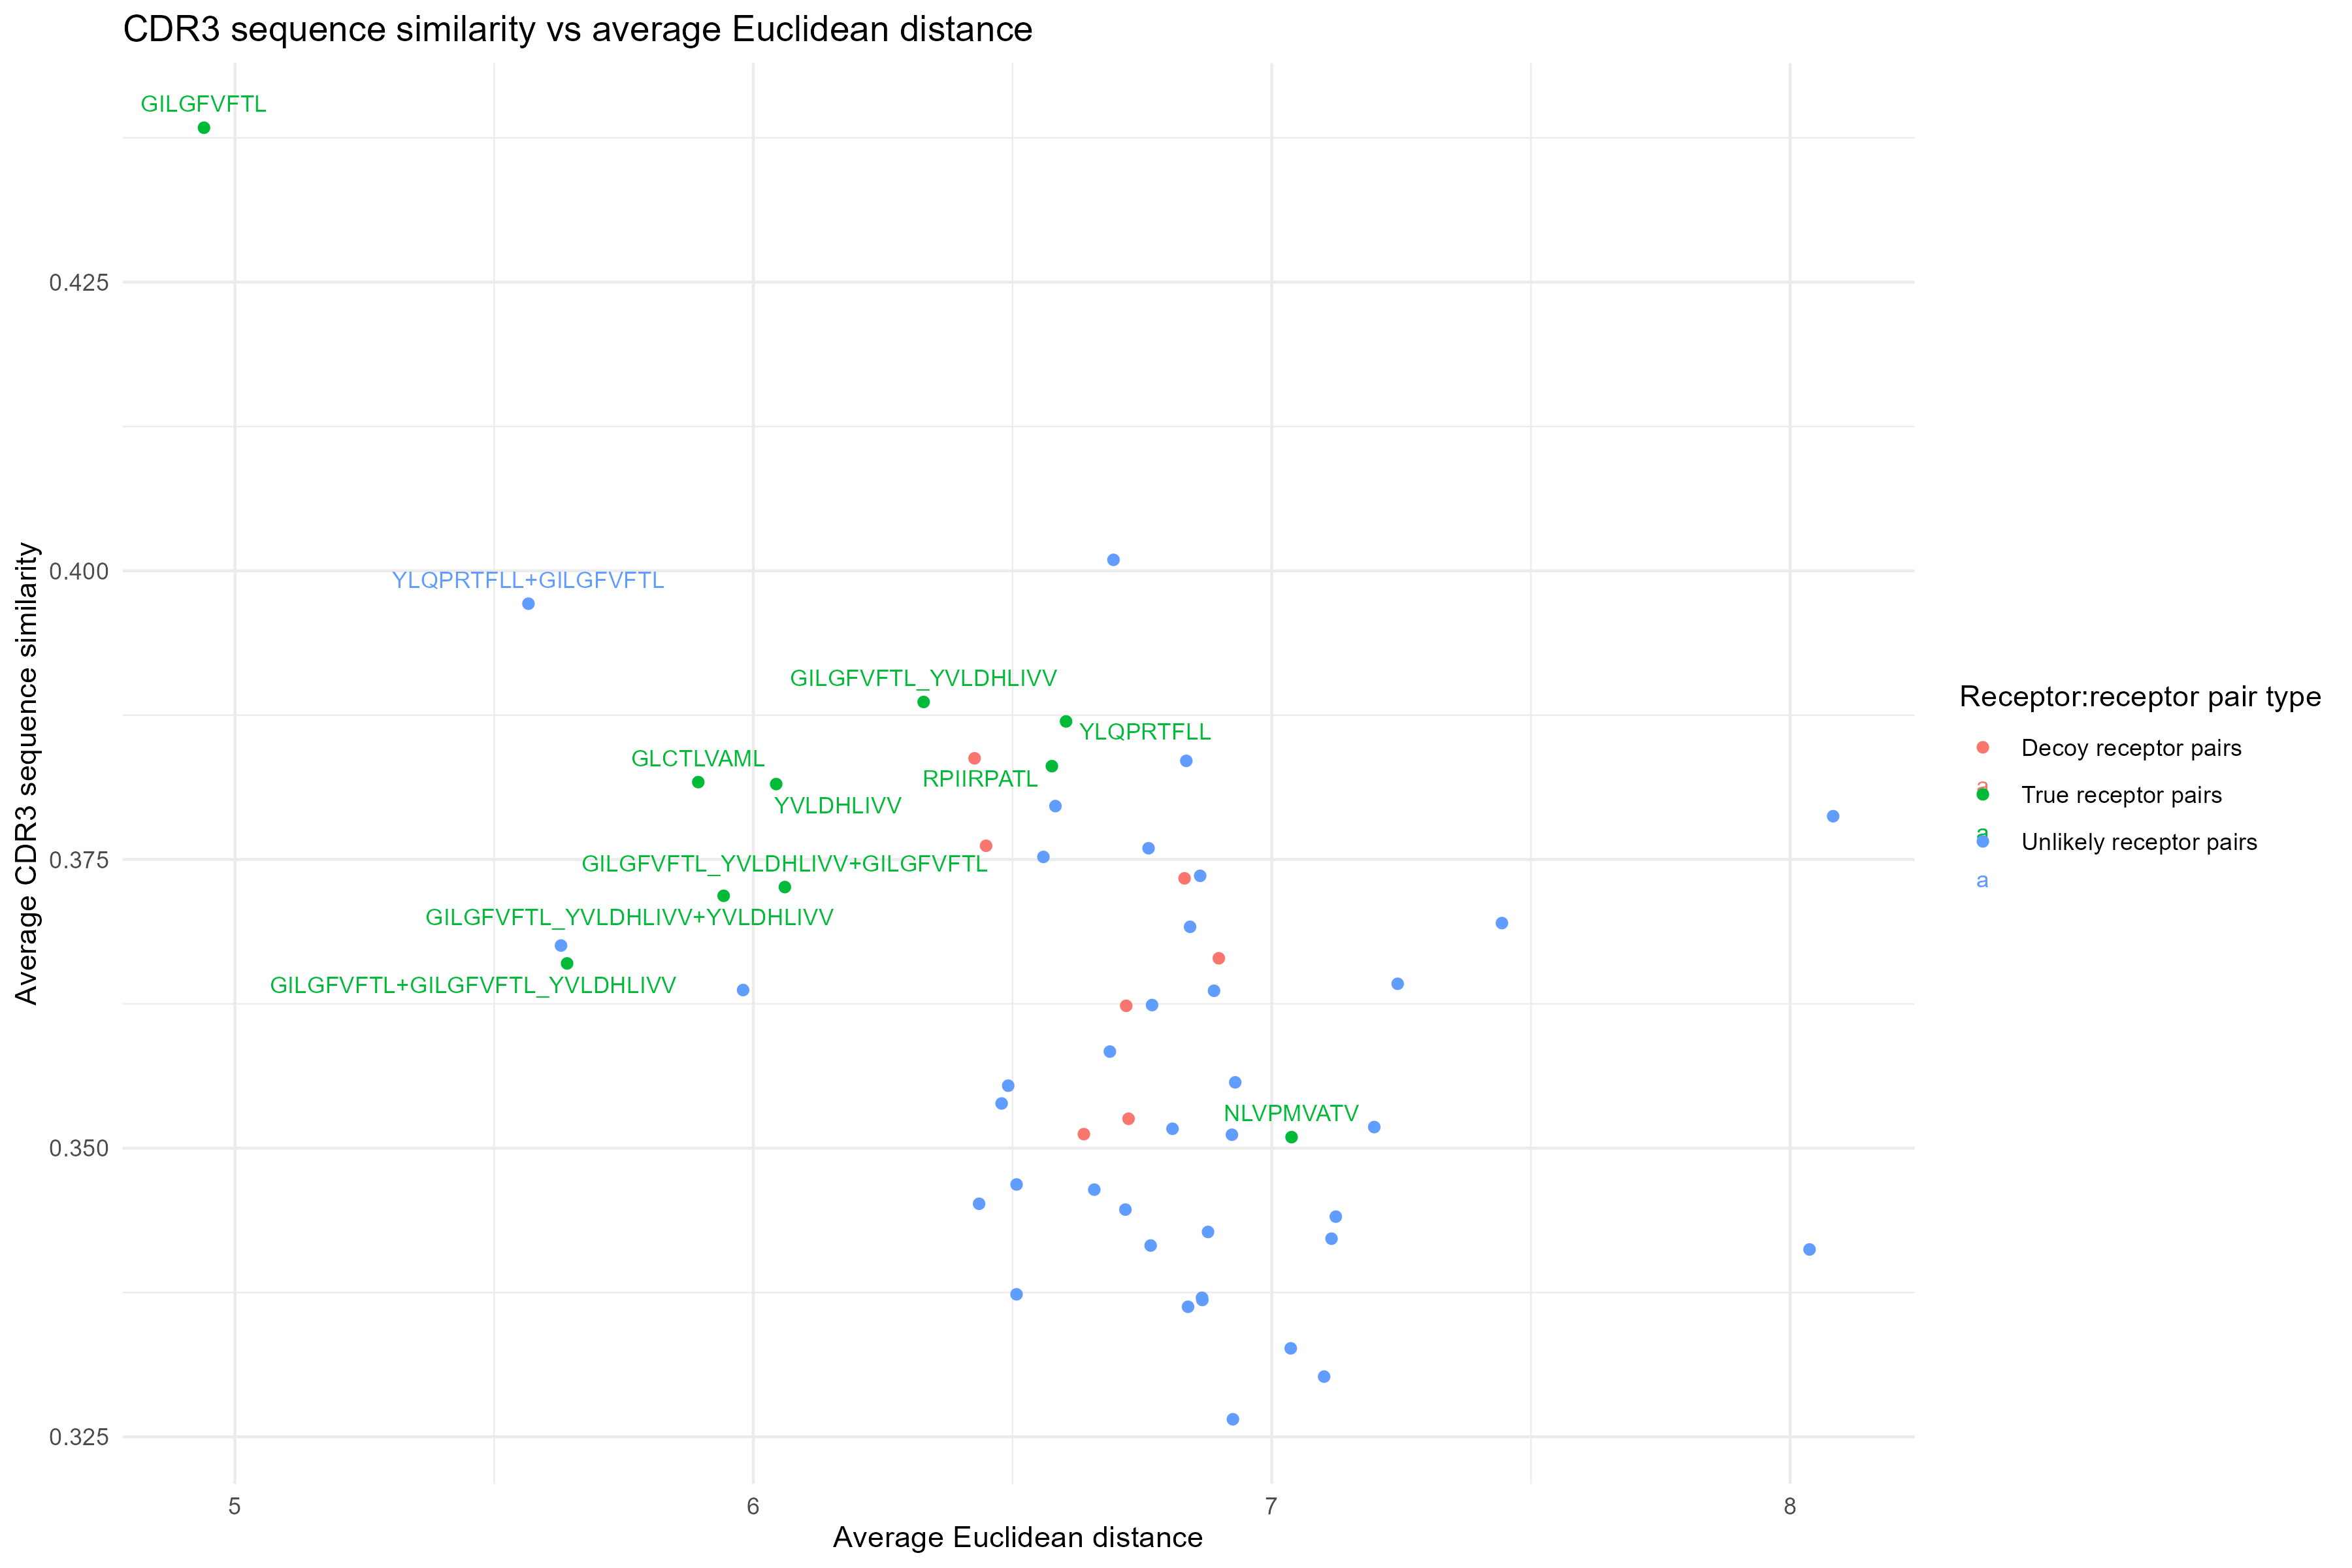 CDR3 sequence similarity vs average Euclidean distance
GILGFVFTL
0.425
YLQPRTFLL+GILGFVFTL
0.400
GILGFVFTL_YVLDHLIVV
YLQPRTFLL
GLCTLVAML
RPIIRPATL
YVLDHLIVV
0.375
GILGFVFTL_YVLDHLIVV+GILGFVFTL
GILGFVFTL_YVLDHLIVV+YVLDHLIVV
GILGFVFTL+GILGFVFTL_YVLDHLIVV
NLVPMVATV
0.350
0.325
Average CDR3 sequence similarity
5
6
7
8
Average Euclidean distance
Receptor:receptor pair type
Decoy receptor pairs
a
True receptor pairs
a
Unlikely receptor pairs
a